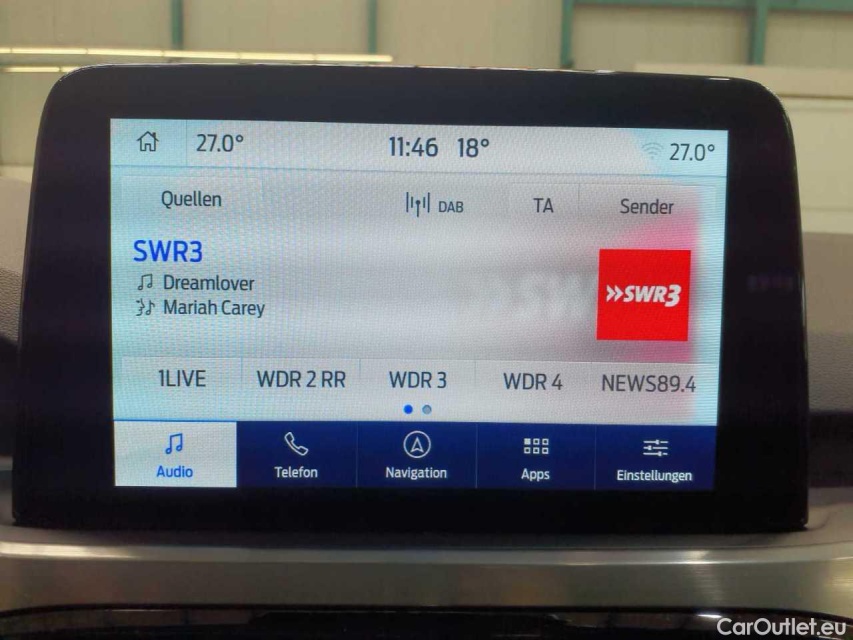 27.0° 11:46 18° 27.0°
Quellen DAB TA Sender
SWR3
Dreamlover
Mariah Carey
»SWR3
1LIVE WDR 2 RR WDR 3 WDR 4 NEWS89.4
Audio Telefon Navigation Apps Einstellungen
CarOutlet.eu